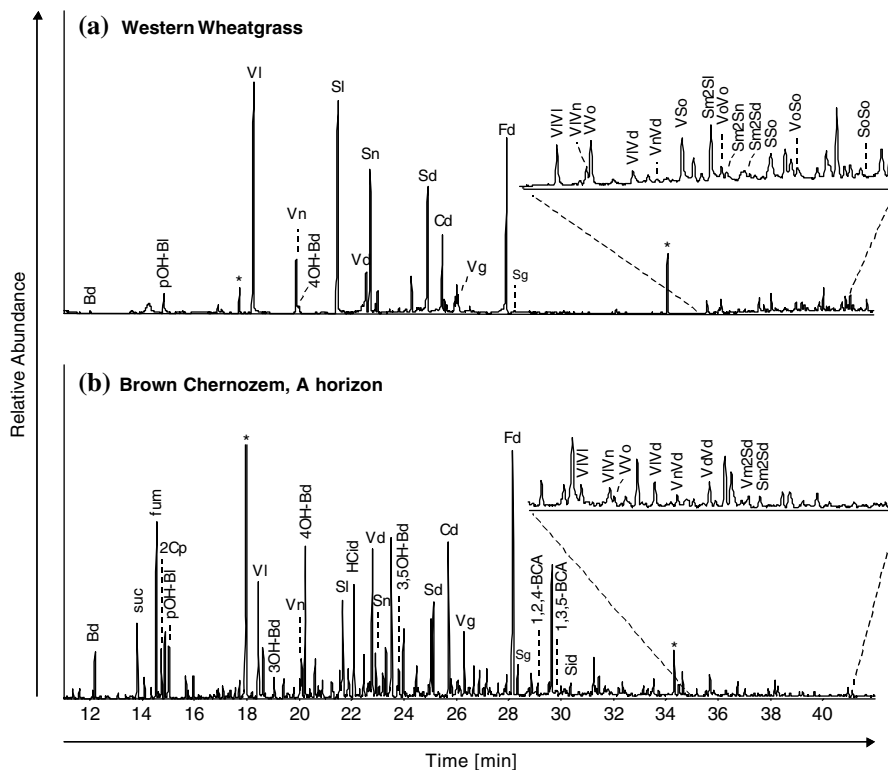 (a) Western Wheatgrass
Relative Abundance
Bd
pOH-Bl
*
Vl
Vn
4OH-Bd
Sl
Vd
Sn
Sd
Cd
Vg
Fd
Sg
*
VlVl
VlVn
VVo
VlVd
VnVd
VSo
Sm2Sl
VoVo
Sm2Sn
Sm2Sd
SSo
VoSo
SoSo
(b) Brown Chernozem, A horizon
Bd
suc
fum
2Cp
pOH-Bl
*
Vl
3OH-Bd
Vn
4OH-Bd
Sl
HCid
Vd
Sn
3,5OH-Bd
Sd
Cd
Vg
Fd
Sg
1,2,4-BCA
1,3,5-BCA
Sid
*
VlVl
VlVn
VVo
VlVd
VnVd
VdVd
Vm2Sd
Sm2Sd
12 14 16 18 20 22 24 26 28 30 32 34 36 38 40
Time [min]